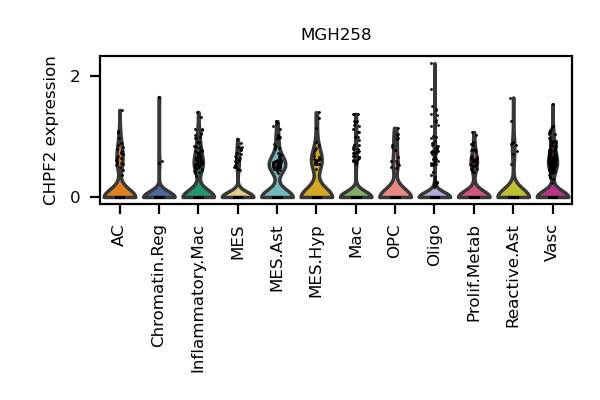 MGH258
CHPF2 expression
2
0
AC
Chromatin.Reg
Inflammatory.Mac
MES
MES.Ast
MES.Hyp
Mac
OPC
Oligo
Prolif.Metab
Reactive.Ast
Vasc